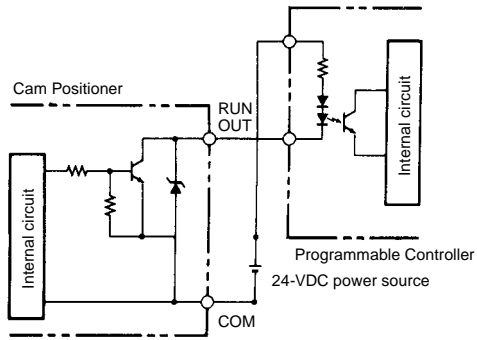 Cam Positioner
RUN
OUT
Internal circuit
Internal circuit
Programmable Controller
24-VDC power source
COM